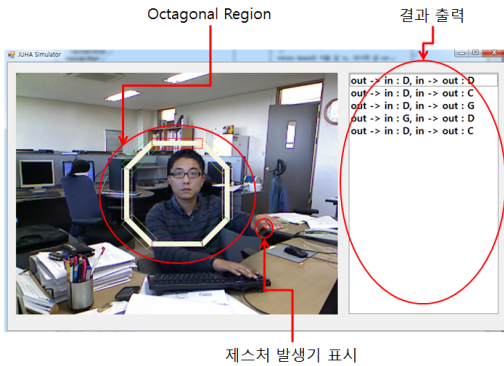 Octagonal Region
결과 출력
JUHA Simulator
out -> in : D, in -> out : D
out -> in : D, in -> out : C
out -> in : D, in -> out : G
out -> in : G, in -> out : D
out -> in : D, in -> out : C
제스처 발생기 표시